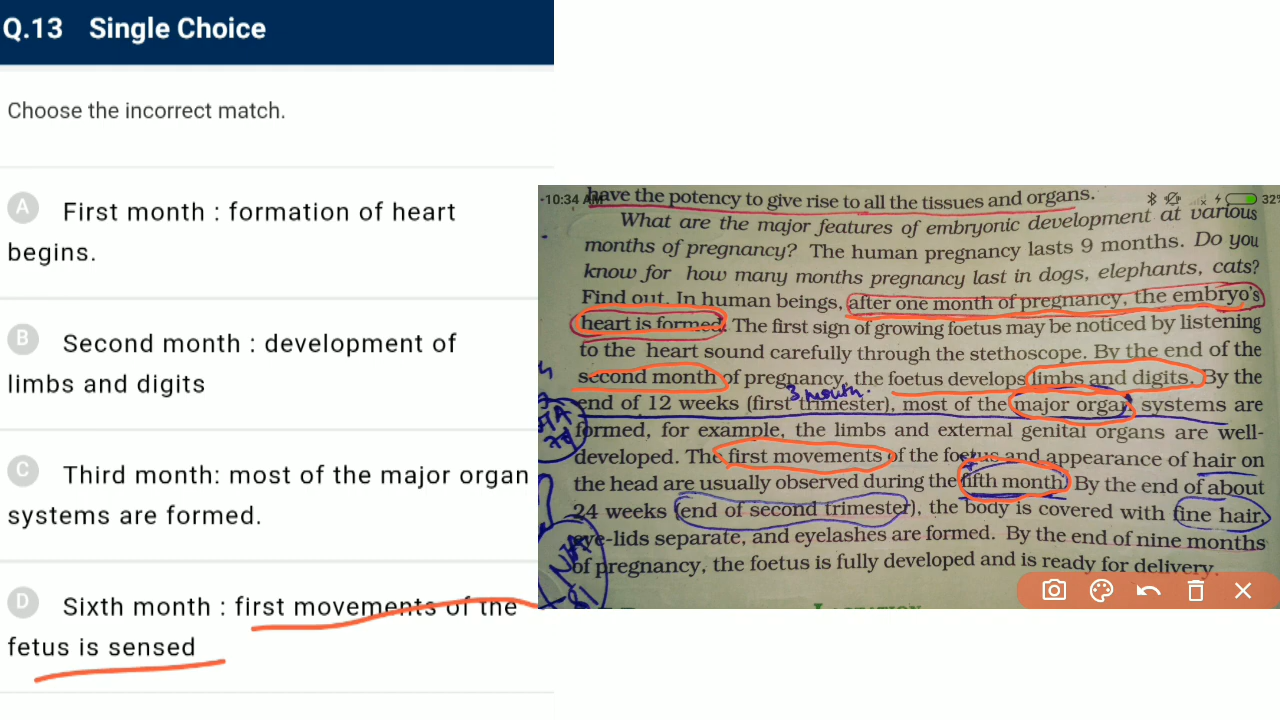 Q.13 Single Choice
Choose the incorrect match.
A First month : formation of heart
begins.
B Second month : development of
limbs and digits
C Third month: most of the major organ
systems are formed.
D Sixth month : first movements of the
fetus is sensed
-10:34 AM
32%
have the potency to give rise to all the tissues and organs.
What are the major features of embryonic development at various
months of pregnancy? The human pregnancy lasts 9 months. Do you
know for how many months pregnancy last in dogs, elephants, cats?
Find out. In human beings, after one month of pregnancy, the embryo's
heart is formed. The first sign of growing foetus may be noticed by listening
to the heart sound carefully through the stethoscope. By the end of the
second month of pregnancy, the foetus develops limbs and digits. By the
3 month.
end of 12 weeks (first trimester), most of the major organ systems are
formed, for example, the limbs and external genital organs are well-
developed. The first movements of the foetus and appearance of hair on
the head are usually observed during the fifth month. By the end of about
24 weeks (end of second trimester), the body is covered with fine hair,
eye-lids separate, and eyelashes are formed. By the end of nine months
of pregnancy, the foetus is fully developed and is ready for delivery.
LACTATION